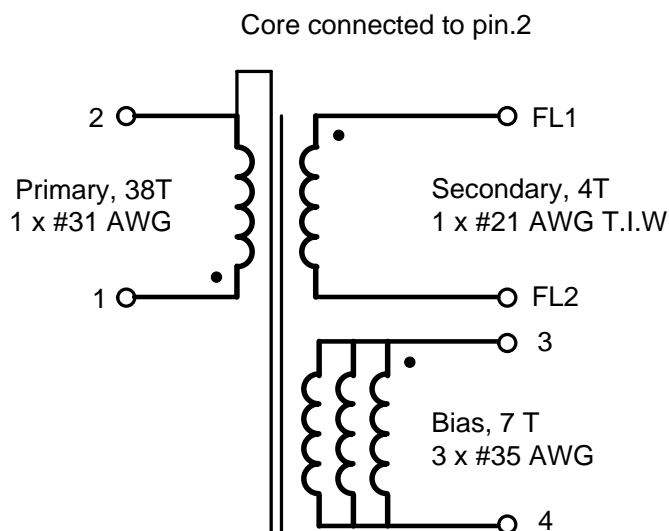 Core connected to pin.2
2
FL1
Primary, 38T
1 x #31 AWG
Secondary, 4T
1 x #21 AWG T.I.W
1
FL2
3
Bias, 7 T
3 x #35 AWG
4